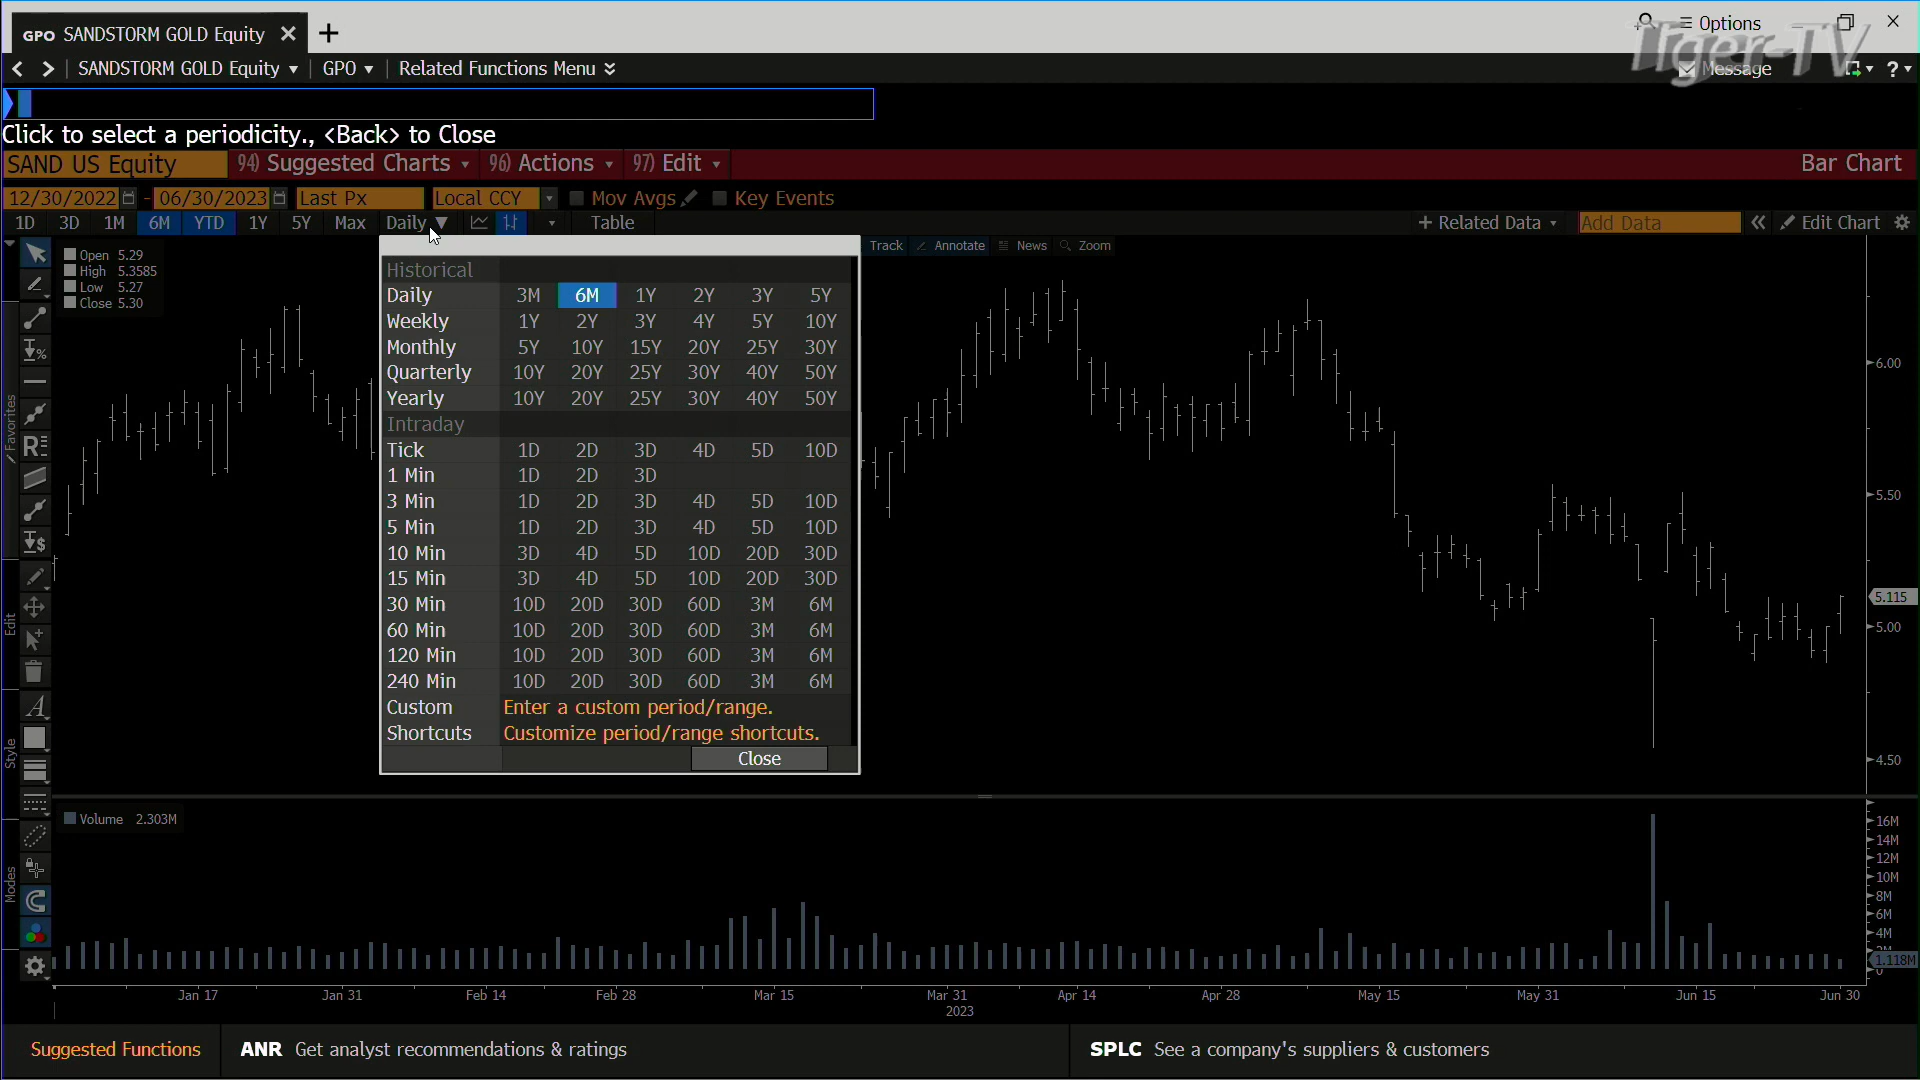 GPO SANDSTORM GOLD Equity
Options
Tiger-TV
SANDSTORM GOLD Equity GPO Related Functions Menu Message ?
Click to select a periodicity., <Back> to Close
SAND US Equity 94) Suggested Charts 96) Actions 97) Edit Bar Chart
12/30/2022 - 06/30/2023 Last Px Local CCY Mov Avgs Key Events
1D 3D 1M 6M YTD 1Y 5Y Max Daily ▼ Table + Related Data Add Data « Edit Chart
Track Annotate News Zoom
Open 5.29
High 5.3585
Low 5.27
Close 5.30
Historical
Daily 3M 6M 1Y 2Y 3Y 5Y
Weekly 1Y 2Y 3Y 4Y 5Y 10Y
Monthly 5Y 10Y 15Y 20Y 25Y 30Y
Quarterly 10Y 20Y 25Y 30Y 40Y 50Y
Yearly 10Y 20Y 25Y 30Y 40Y 50Y
Intraday
Tick 1D 2D 3D 4D 5D 10D
1 Min 1D 2D 3D
3 Min 1D 2D 3D 4D 5D 10D
5 Min 1D 2D 3D 4D 5D 10D
10 Min 3D 4D 5D 10D 20D 30D
15 Min 3D 4D 5D 10D 20D 30D
30 Min 10D 20D 30D 60D 3M 6M
60 Min 10D 20D 30D 60D 3M 6M
120 Min 10D 20D 30D 60D 3M 6M
240 Min 10D 20D 30D 60D 3M 6M
Custom Enter a custom period/range.
Shortcuts Customize period/range shortcuts.
Close
Favorites
Edit
Style
Modes
6.00
5.50
5.115
5.00
4.50
Volume 2.303M
16M
14M
12M
10M
8M
6M
4M
2M
1.118M
0
Jan 17 Jan 31 Feb 14 Feb 28 Mar 15 Mar 31 Apr 14 Apr 28 May 15 May 31 Jun 15 Jun 30
2023
Suggested Functions ANR Get analyst recommendations & ratings SPLC See a company's suppliers & customers